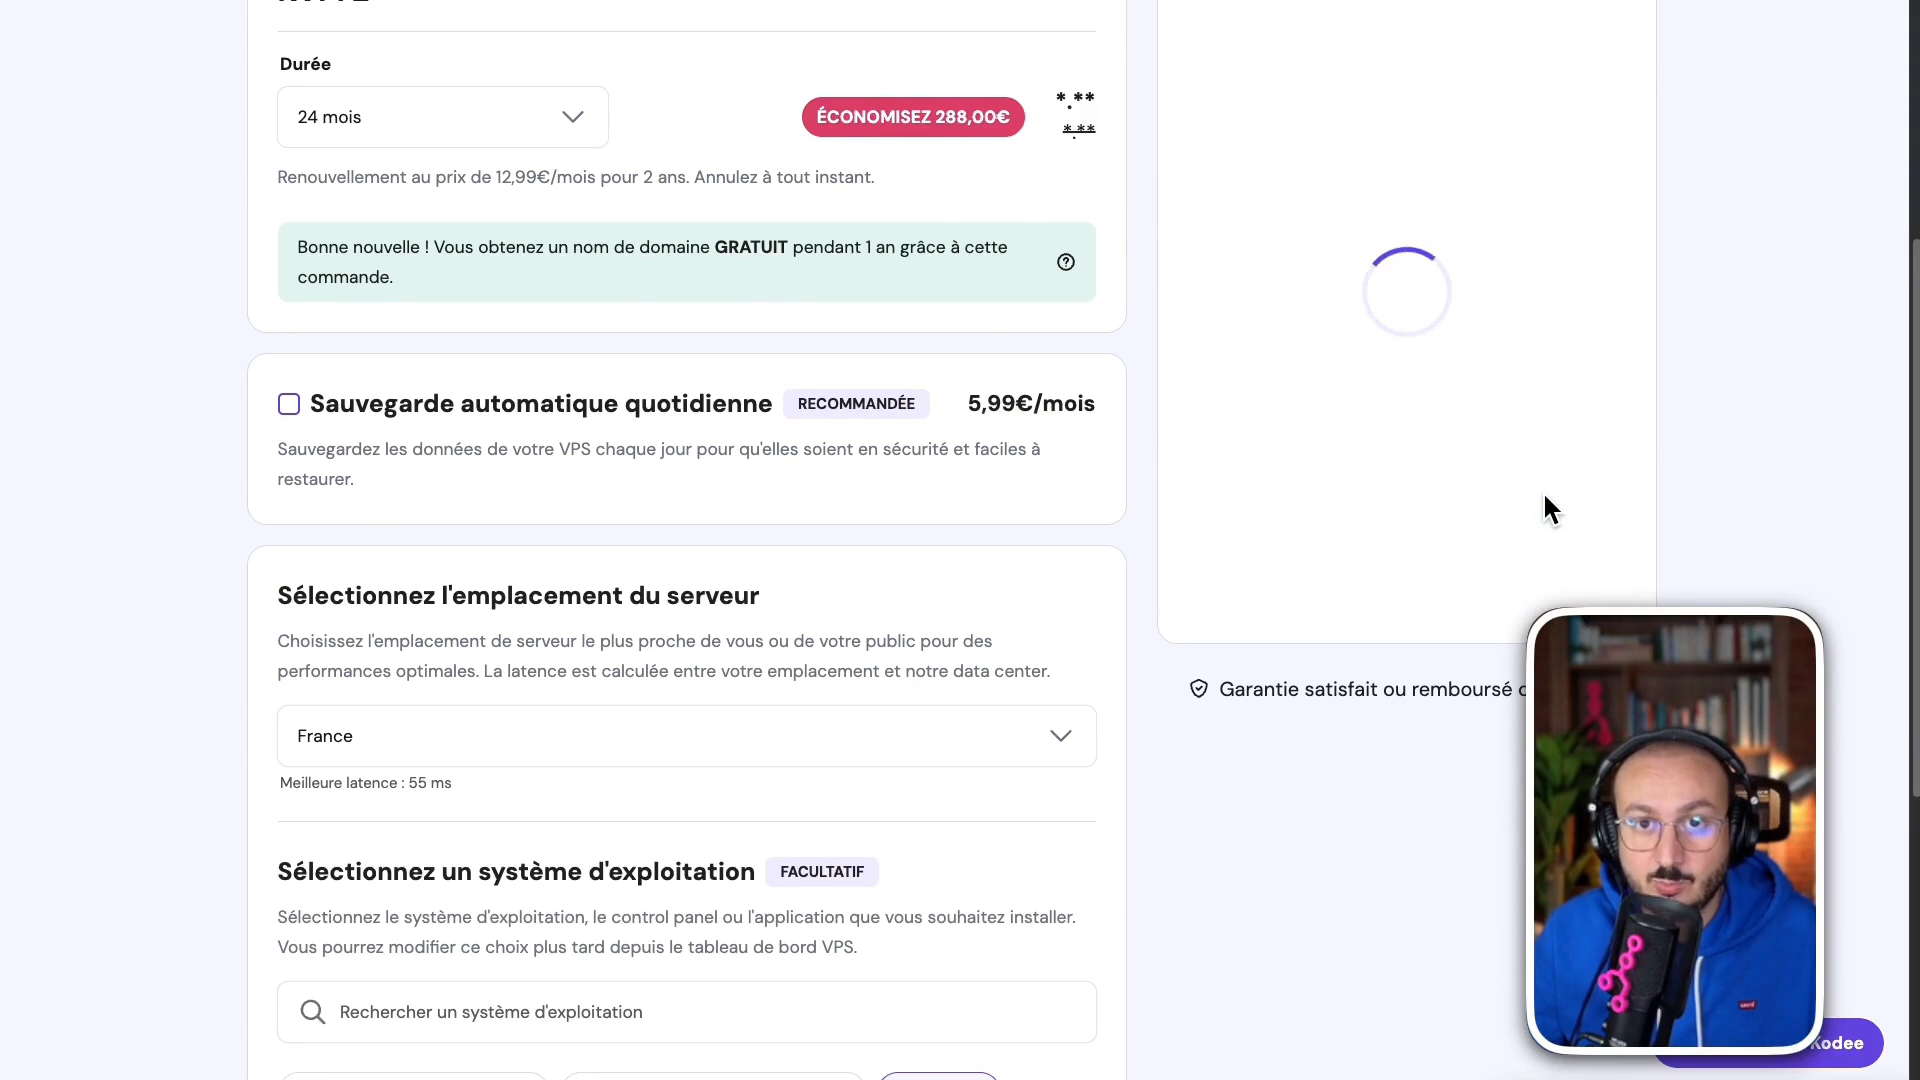 Durée
24 mois
ÉCONOMISEZ 288,00€
*.**
*.**
Renouvellement au prix de 12,99€/mois pour 2 ans. Annulez à tout instant.
Bonne nouvelle ! Vous obtenez un nom de domaine GRATUIT pendant 1 an grâce à cette
commande.
Sauvegarde automatique quotidienne RECOMMANDÉE 5,99€/mois
Sauvegardez les données de votre VPS chaque jour pour qu'elles soient en sécurité et faciles à
restaurer.
Sélectionnez l'emplacement du serveur
Choisissez l'emplacement de serveur le plus proche de vous ou de votre public pour des
performances optimales. La latence est calculée entre votre emplacement et notre data center.
France
Meilleure latence : 55 ms
Sélectionnez un système d'exploitation FACULTATIF
Sélectionnez le système d'exploitation, le control panel ou l'application que vous souhaitez installer.
Vous pourrez modifier ce choix plus tard depuis le tableau de bord VPS.
Rechercher un système d'exploitation
Garantie satisfait ou remboursé
Kodee